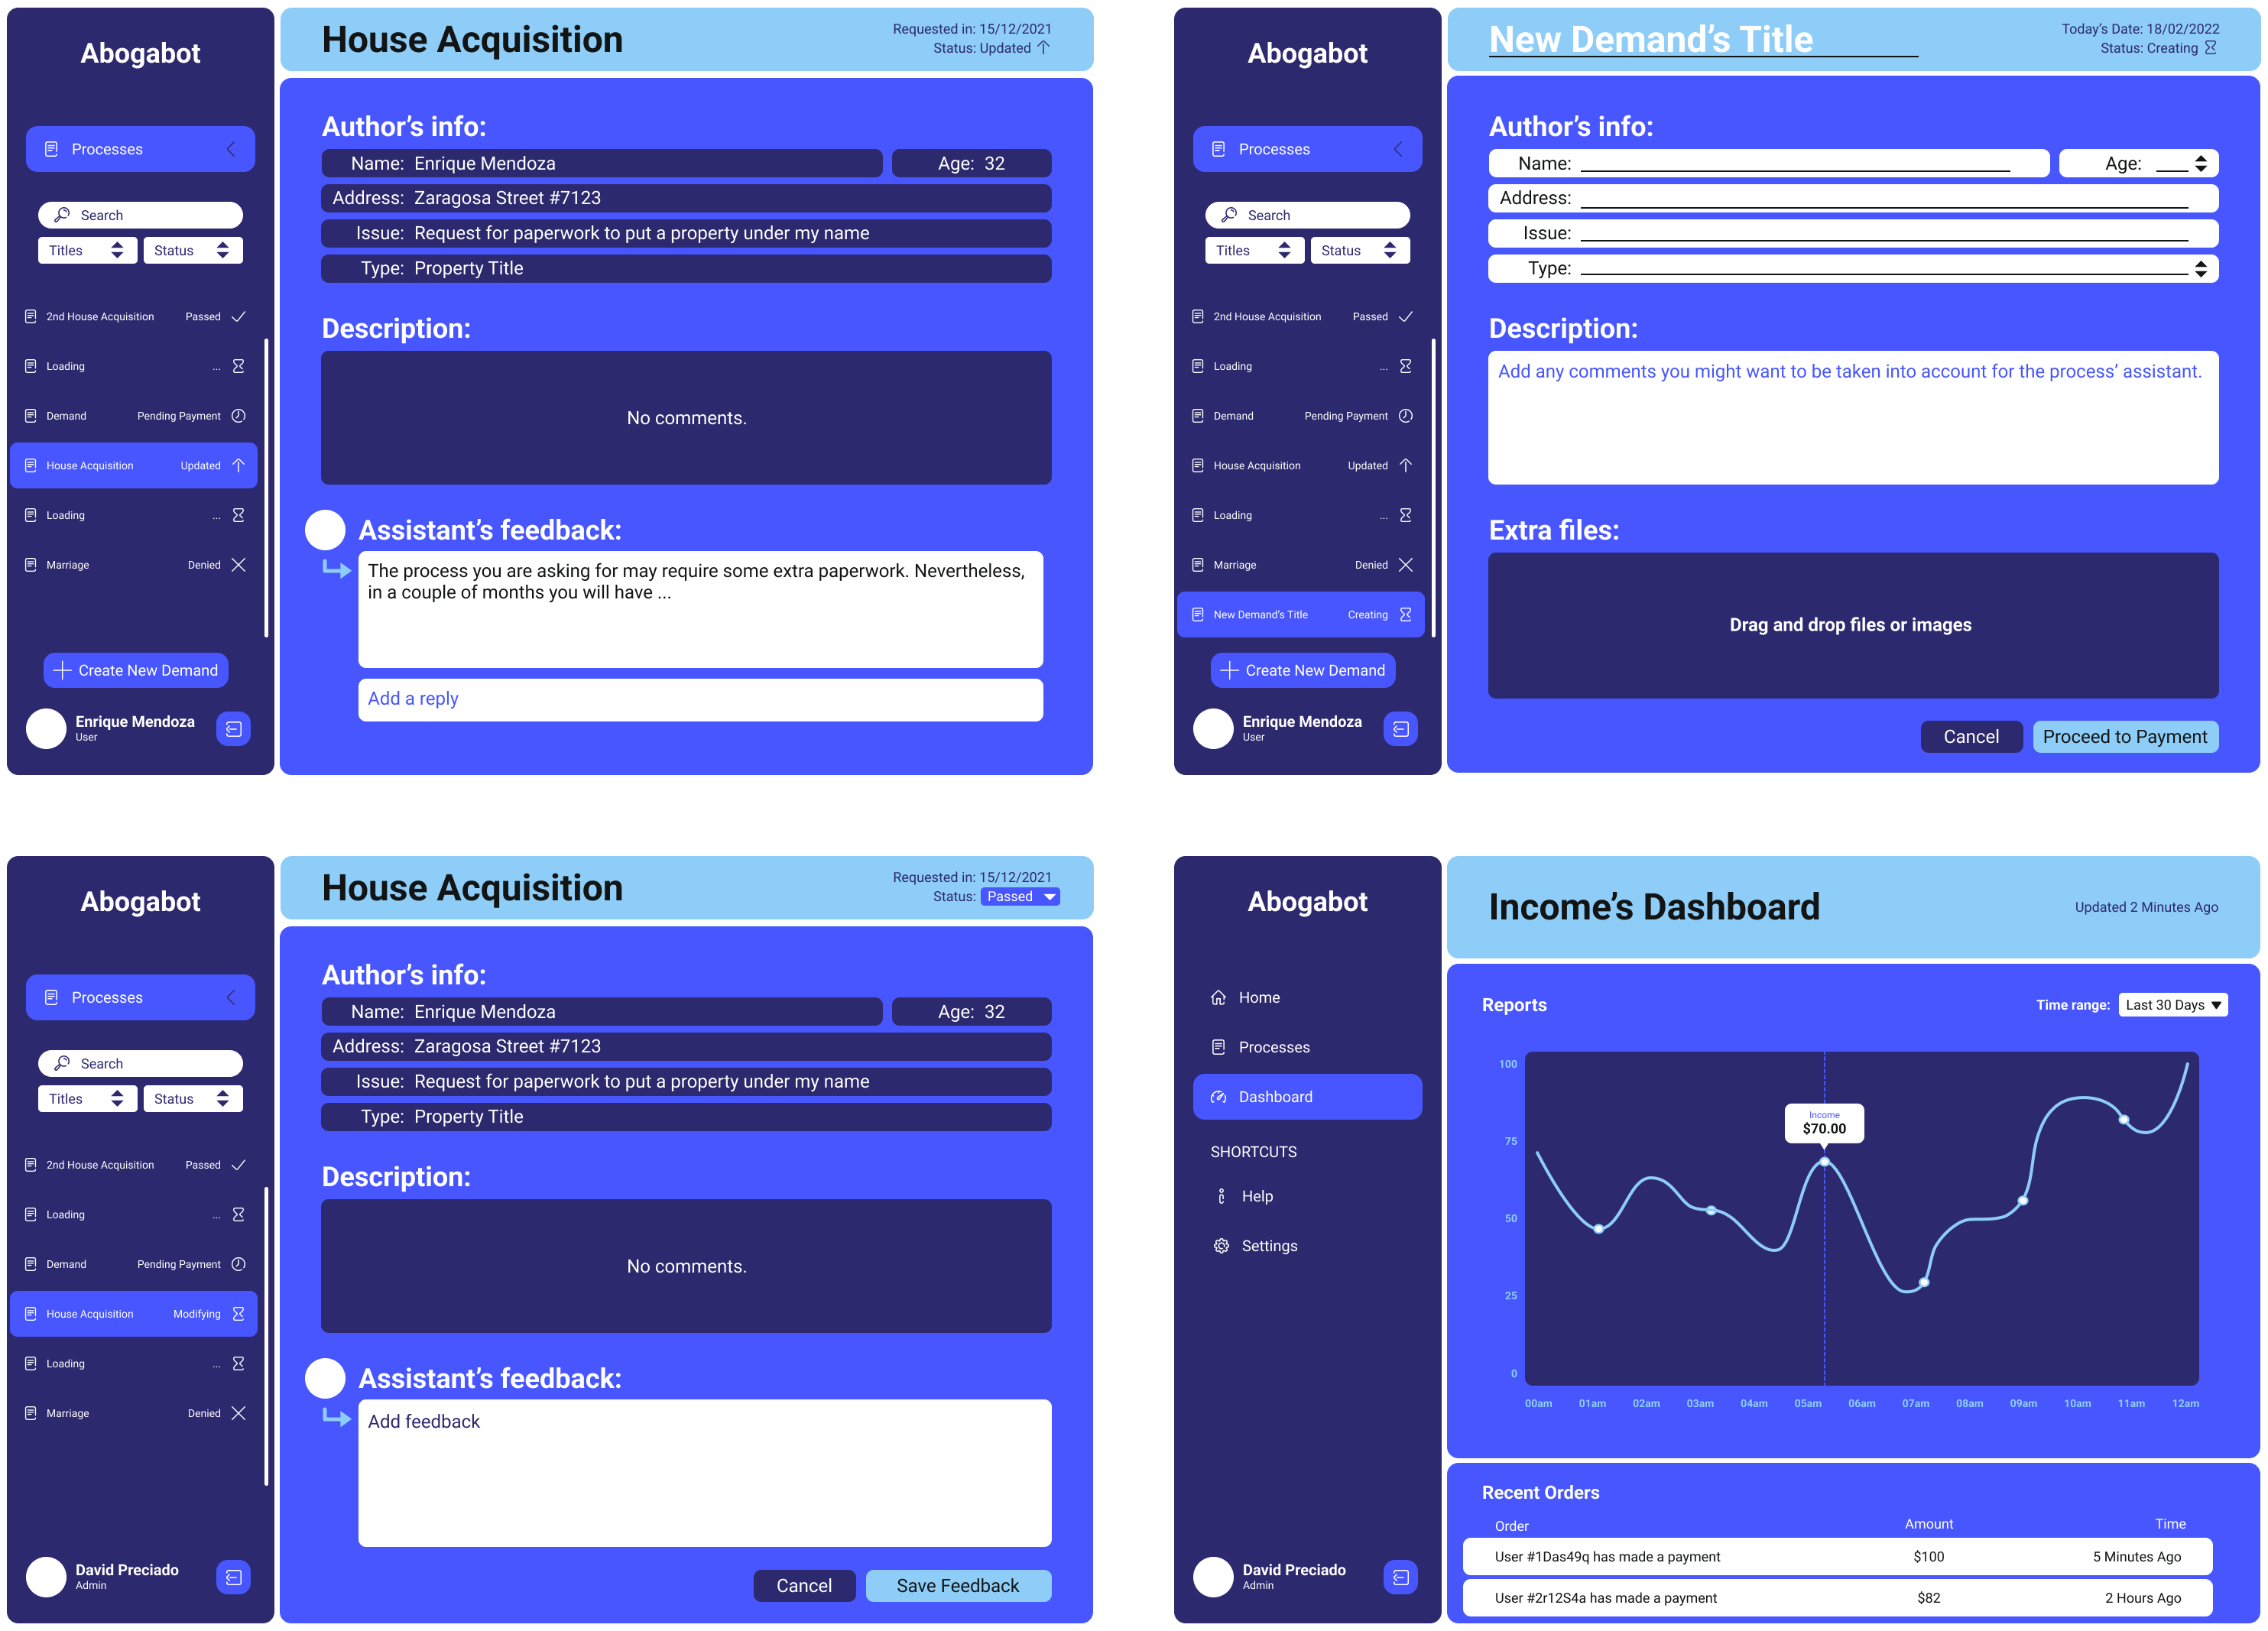 Abogabot
Processes
Search
Titles
Status
2nd House Acquisition Passed
Loading ...
Demand Pending Payment
House Acquisition Updated
Loading ...
Marriage Denied
Create New Demand
Enrique Mendoza
User
House Acquisition
Requested in: 15/12/2021
Status: Updated
Author’s info:
Name: Enrique Mendoza
Age: 32
Address: Zaragosa Street #7123
Issue: Request for paperwork to put a property under my name
Type: Property Title
Description:
No comments.
Assistant’s feedback:
The process you are asking for may require some extra paperwork. Nevertheless,
in a couple of months you will have ...
Add a reply
Abogabot
Processes
Search
Titles
Status
2nd House Acquisition Passed
Loading ...
Demand Pending Payment
House Acquisition Updated
Loading ...
Marriage Denied
New Demand’s Title Creating
Create New Demand
Enrique Mendoza
User
New Demand’s Title
Today’s Date: 18/02/2022
Status: Creating
Author’s info:
Name:
Age:
Address:
Issue:
Type:
Description:
Add any comments you might want to be taken into account for the process’ assistant.
Extra files:
Drag and drop files or images
Cancel
Proceed to Payment
Abogabot
Processes
Search
Titles
Status
2nd House Acquisition Passed
Loading ...
Demand Pending Payment
House Acquisition Modifying
Loading ...
Marriage Denied
David Preciado
Admin
House Acquisition
Requested in: 15/12/2021
Status: Passed
Author’s info:
Name: Enrique Mendoza
Age: 32
Address: Zaragosa Street #7123
Issue: Request for paperwork to put a property under my name
Type: Property Title
Description:
No comments.
Assistant’s feedback:
Add feedback
Cancel
Save Feedback
Abogabot
Home
Processes
Dashboard
SHORTCUTS
Help
Settings
David Preciado
Admin
Income’s Dashboard
Updated 2 Minutes Ago
Reports
Time range: Last 30 Days
100
75
50
25
0
Income
$70.00
00am 01am 02am 03am 04am 05am 06am 07am 08am 09am 10am 11am 12am
Recent Orders
Order Amount Time
User #1Das49q has made a payment $100 5 Minutes Ago
User #2r12S4a has made a payment $82 2 Hours Ago